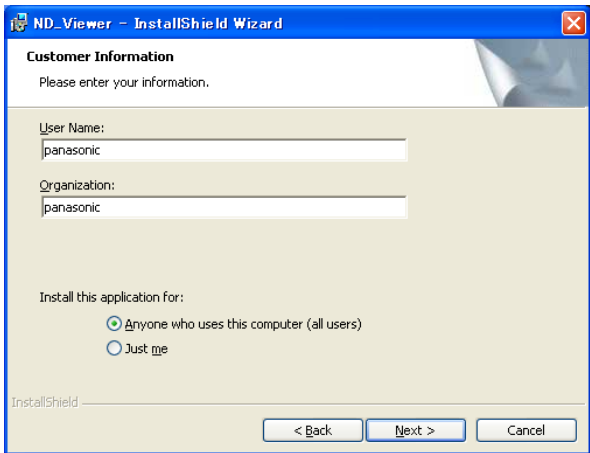 ND_Viewer - InstallShield Wizard
Customer Information
Please enter your information.
User Name:
panasonic
Organization:
panasonic
Install this application for:
Anyone who uses this computer (all users)
Just me
InstallShield
< Back Next > Cancel